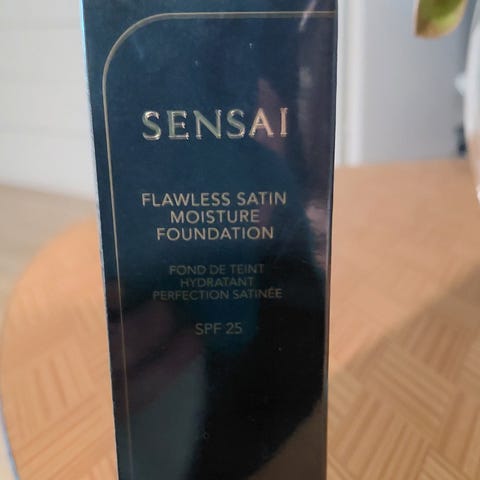 SENSAI
FLAWLESS SATIN
MOISTURE
FOUNDATION
FOND DE TEINT
HYDRATANT
PERFECTION SATINÉE
SPF 25